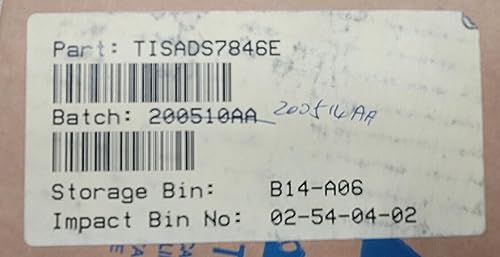 Part: TISADS7846E
Batch: 200510AA 200514AA
Storage Bin: B14-A06
Impact Bin No: 02-54-04-02